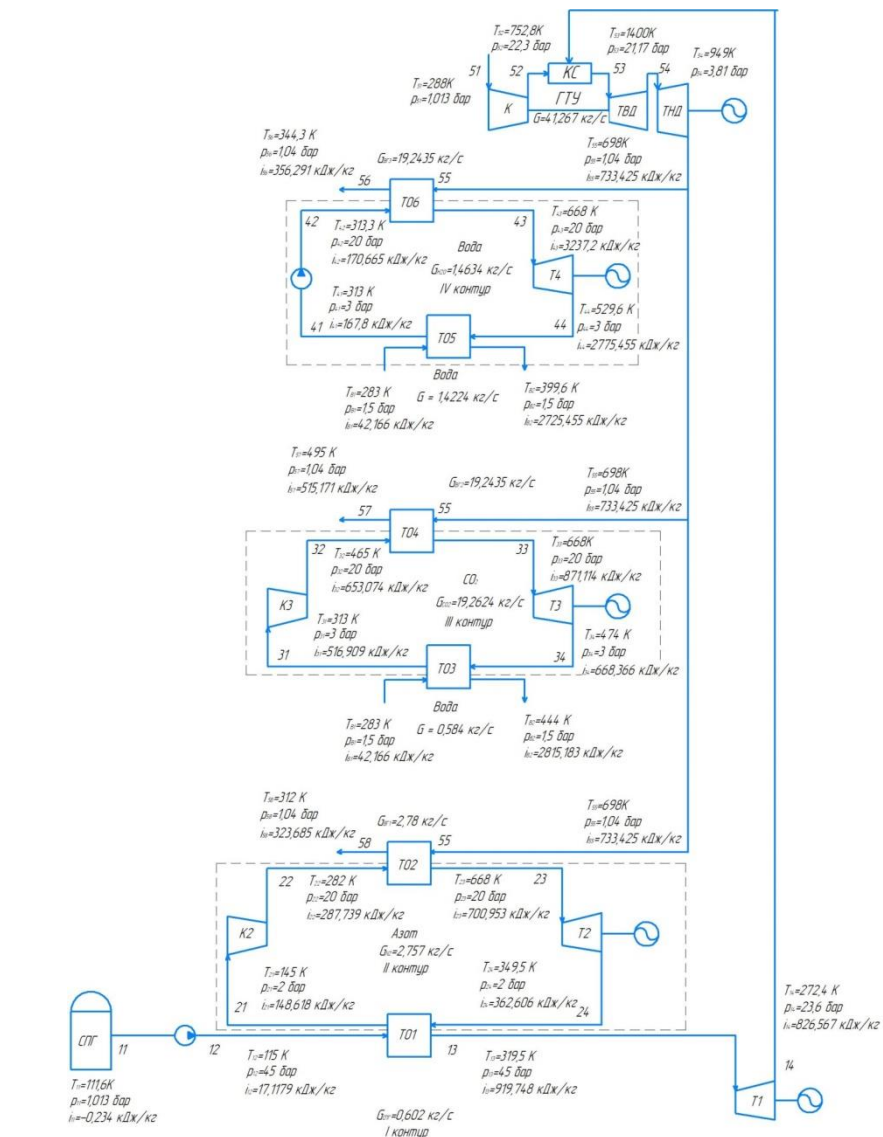 T₅₂=752,8K
p₅₂=22,3 бар
T₅₃=1400K
p₅₃=21,17 бар
T₅₄=949K
p₅₄=3,81 бар
51
52
КС
53
54
T₅₁=288K
p₅₁=1,013 бар
К
ГТУ
G=41,267 кг/с
ТВД
ТНД
T₅₆=344,3 K
p₅₆=1,04 бар
i₅₆=356,291 кДж/кг
56
Gвг3=19,2435 кг/с
55
T₅₅=698K
p₅₅=1,04 бар
i₅₅=733,425 кДж/кг
ТО6
42
T₄₂=313,3 K
p₄₂=20 бар
i₄₂=170,665 кДж/кг
43
T₄₃=668 K
p₄₃=20 бар
i₄₃=3237,2 кДж/кг
Вода
Gн2о=1,4634 кг/с
IV контур
Т4
T₄₁=313 K
p₄₁=3 бар
i₄₁=167,8 кДж/кг
41
T₄₄=529,6 K
p₄₄=3 бар
i₄₄=2775,455 кДж/кг
44
ТО5
Вода
G = 1,4224 кг/с
Tв1=283 K
pв1=1,5 бар
iв1=42,166 кДж/кг
Tв2=399,6 K
pв2=1,5 бар
iв2=2725,455 кДж/кг
T₅₇=495 K
p₅₇=1,04 бар
i₅₇=515,171 кДж/кг
57
Gвг2=19,2435 кг/с
55
T₅₅=698K
p₅₅=1,04 бар
i₅₅=733,425 кДж/кг
ТО4
32
T₃₂=465 K
p₃₂=20 бар
i₃₂=653,074 кДж/кг
33
T₃₃=668K
p₃₃=20 бар
i₃₃=871,114 кДж/кг
К3
CO₂
Gсо2=19,2624 кг/с
III контур
Т3
T₃₁=313 K
p₃₁=3 бар
i₃₁=516,909 кДж/кг
31
T₃₄=474 K
p₃₄=3 бар
i₃₄=668,366 кДж/кг
34
ТО3
Вода
G = 0,584 кг/с
Tв1=283 K
pв1=1,5 бар
iв1=42,166 кДж/кг
Tв2=444 K
pв2=1,5 бар
iв2=2815,183 кДж/кг
T₅₈=312 K
p₅₈=1,04 бар
i₅₈=323,685 кДж/кг
58
Gвг1=2,78 кг/с
55
T₅₅=698K
p₅₅=1,04 бар
i₅₅=733,425 кДж/кг
ТО2
22
T₂₂=282 K
p₂₂=20 бар
i₂₂=287,739 кДж/кг
T₂₃=668 K
p₂₃=20 бар
i₂₃=700,953 кДж/кг
23
К2
Азот
GN2=2,757 кг/с
II контур
Т2
T₂₁=145 K
p₂₁=2 бар
i₂₁=148,618 кДж/кг
21
T₂₄=349,5 K
p₂₄=2 бар
i₂₄=362,606 кДж/кг
24
T₁₄=272,4 K
p₁₄=23,6 бар
i₁₄=826,567 кДж/кг
СПГ
11
12
ТО1
13
14
T₁₁=111,6K
p₁₁=1,013 бар
i₁₁=-0,234 кДж/кг
T₁₂=115 K
p₁₂=45 бар
i₁₂=17,1179 кДж/кг
T₁₃=319,5 K
p₁₃=45 бар
i₁₃=919,748 кДж/кг
Т1
Gспг=0,602 кг/с
I контур